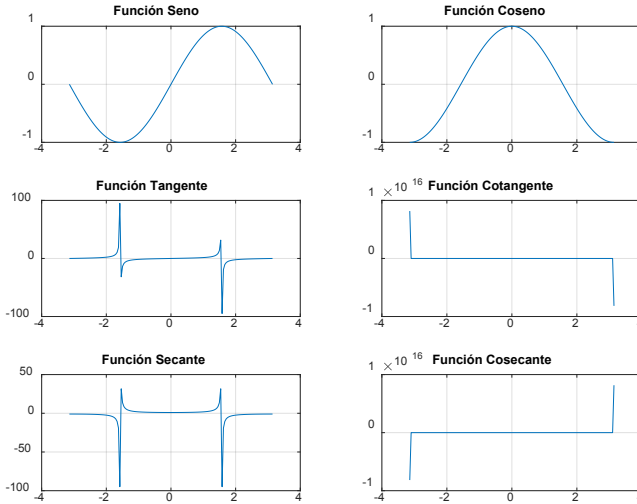 Función Seno
1
0
-1
-4 -2 0 2 4
Función Coseno
1
0
-1
-4 -2 0 2 4
Función Tangente
100
0
-100
-4 -2 0 2 4
1 ×10 16 Función Cotangente
0
-1
-4 -2 0 2 4
Función Secante
50
0
-50
-100
-4 -2 0 2 4
1 ×10 16 Función Cosecante
0
-1
-4 -2 0 2 4